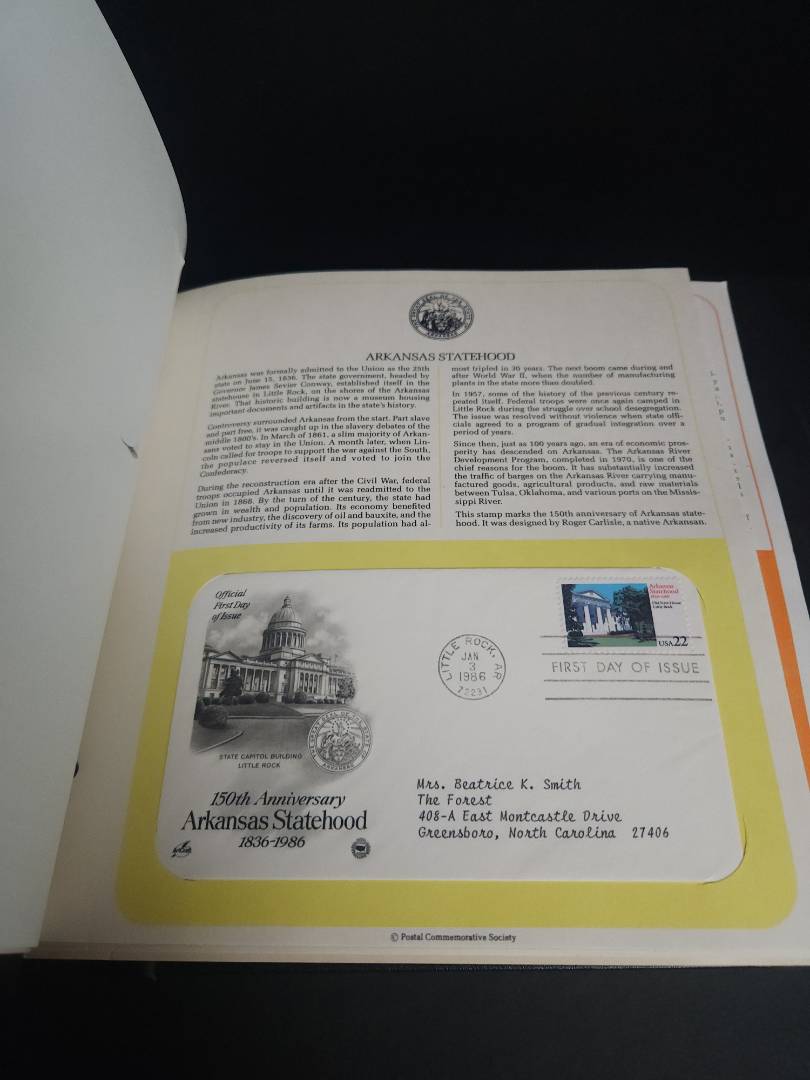 ARKANSAS STATEHOOD
Arkansas was formally admitted to the Union as the 25th
state on June 15, 1836. The state government, headed by
Governor James Sevier Conway, established itself in the
statehouse in Little Rock, on the shores of the Arkansas
River. That historic building is now a museum housing
important documents and artifacts in the state's history.
Controversy surrounded Arkansas from the start. Part slave
and part free, it was caught up in the slavery debates of the
middle 1800's. In March of 1861, a slim majority of Arkan-
sans voted to stay in the Union. A month later, when Lin-
coln called for troops to support the war against the South,
the populace reversed itself and voted to join the
Confederacy.
During the reconstruction era after the Civil War, federal
troops occupied Arkansas until it was readmitted to the
Union in 1868. By the turn of the century, the state had
grown in wealth and population. Its economy benefited
from new industry, the discovery of oil and bauxite, and the
increased productivity of its farms. Its population had al-
most tripled in 30 years. The next boom came during and
after World War II, when the number of manufacturing
plants in the state more than doubled.
In 1957, some of the history of the previous century re-
peated itself. Federal troops were once again camped in
Little Rock during the struggle over school desegregation.
The issue was resolved without violence when state offi-
cials agreed to a program of gradual integration over a
period of years.
Since then, just as 100 years ago, an era of economic pros-
perity has descended on Arkansas. The Arkansas River
Development Program, completed in 1970, is one of the
chief reasons for the boom. It has substantially increased
the traffic of barges on the Arkansas River carrying manu-
factured goods, agricultural products, and raw materials
between Tulsa, Oklahoma, and various ports on the Missis-
sippi River.
This stamp marks the 150th anniversary of Arkansas state-
hood. It was designed by Roger Carlisle, a native Arkansan.
Official
First Day
of Issue
STATE CAPITOL BUILDING
LITTLE ROCK
150th Anniversary
Arkansas Statehood
1836-1986
LITTLE ROCK, AR
JAN
3
1986
72231
Arkansas
Statehood
1836-1986
Old State House
Little Rock
USA 22
FIRST DAY OF ISSUE
Mrs. Beatrice K. Smith
The Forest
408-A East Montcastle Drive
Greensboro, North Carolina 27406
© Postal Commemorative Society